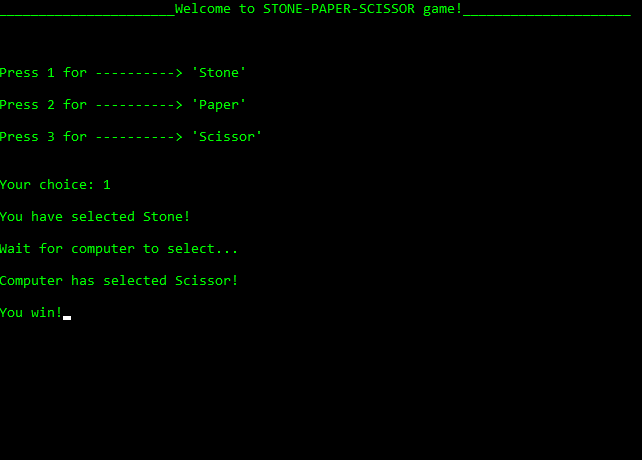 ______________________Welcome to STONE-PAPER-SCISSOR game!_____________________
Press 1 for ----------> 'Stone'
Press 2 for ----------> 'Paper'
Press 3 for ----------> 'Scissor'
Your choice: 1
You have selected Stone!
Wait for computer to select...
Computer has selected Scissor!
You win!